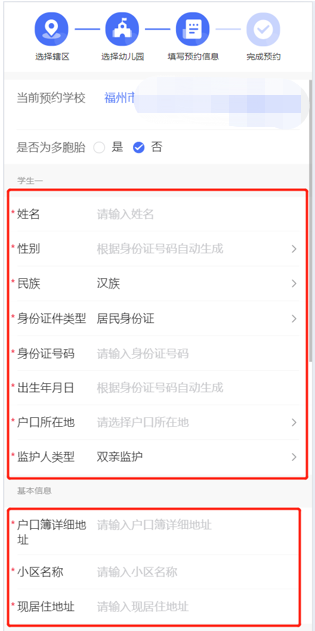 选择辖区 选择幼儿园 填写预约信息 完成预约
当前预约学校 福州市
是否为多胞胎 是 否
学生一
*姓名 请输入姓名
*性别 根据身份证号码自动生成
*民族 汉族
*身份证件类型 居民身份证
*身份证号码 请输入身份证号码
*出生年月日 根据身份证号码自动生成
*户口所在地 请选择户口所在地
*监护人类型 双亲监护
基本信息
*户口簿详细地 请输入户口簿详细地址
址
*小区名称 请输入小区名称
*现居住地址 请输入现居住地址